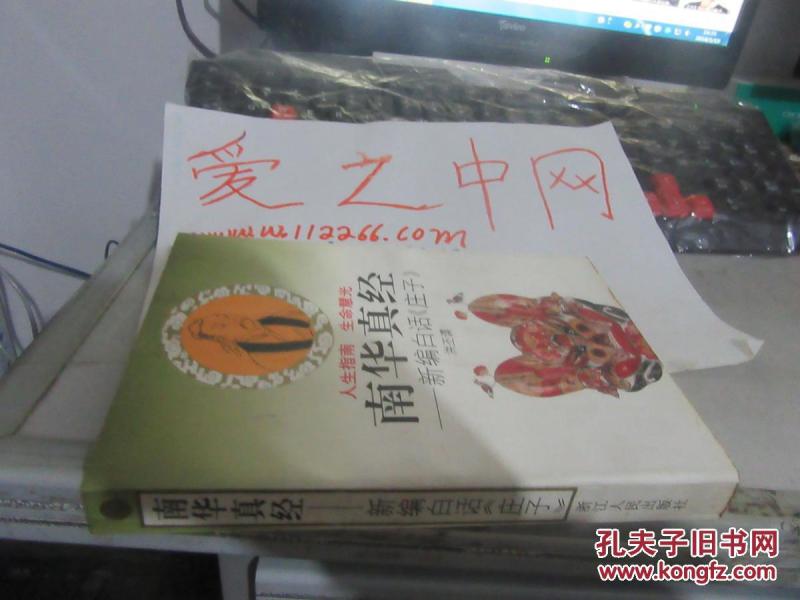 爱之中网
www.112266.com
人生指南 生命慧光
南华真经
——新编白话《庄子》
南华真经
新编白话《庄子》
浙江人民出版社
孔夫子旧书网
www.kongfz.com